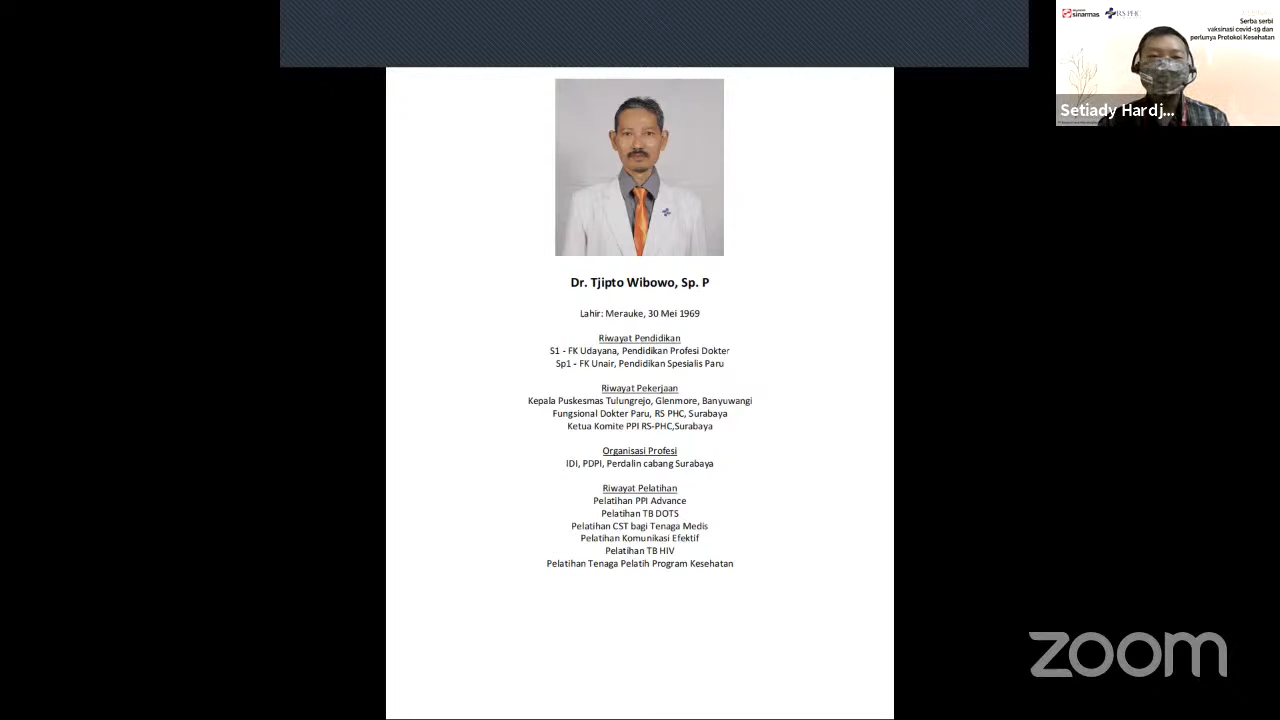 Dr. Tjipto Wibowo, Sp. P
Lahir: Merauke, 30 Mei 1969
Riwayat Pendidikan
S1 - FK Udayana, Pendidikan Profesi Dokter
Sp1 - FK Unair, Pendidikan Spesialis Paru
Riwayat Pekerjaan
Kepala Puskesmas Tulungrejo, Glenmore, Banyuwangi
Fungsional Dokter Paru, RS PHC, Surabaya
Ketua Komite PPI RS-PHC,Surabaya
Organisasi Profesi
IDI, PDPI, Perdalin cabang Surabaya
Riwayat Pelatihan
Pelatihan PPI Advance
Pelatihan TB DOTS
Pelatihan CST bagi Tenaga Medis
Pelatihan Komunikasi Efektif
Pelatihan TB HIV
Pelatihan Tenaga Pelatih Program Kesehatan
sinarmas
RS PHC
Serba serbi
vaksinasi covid-19 dan
perlunya Protokol Kesehatan
Setiady Hardj...
zoom